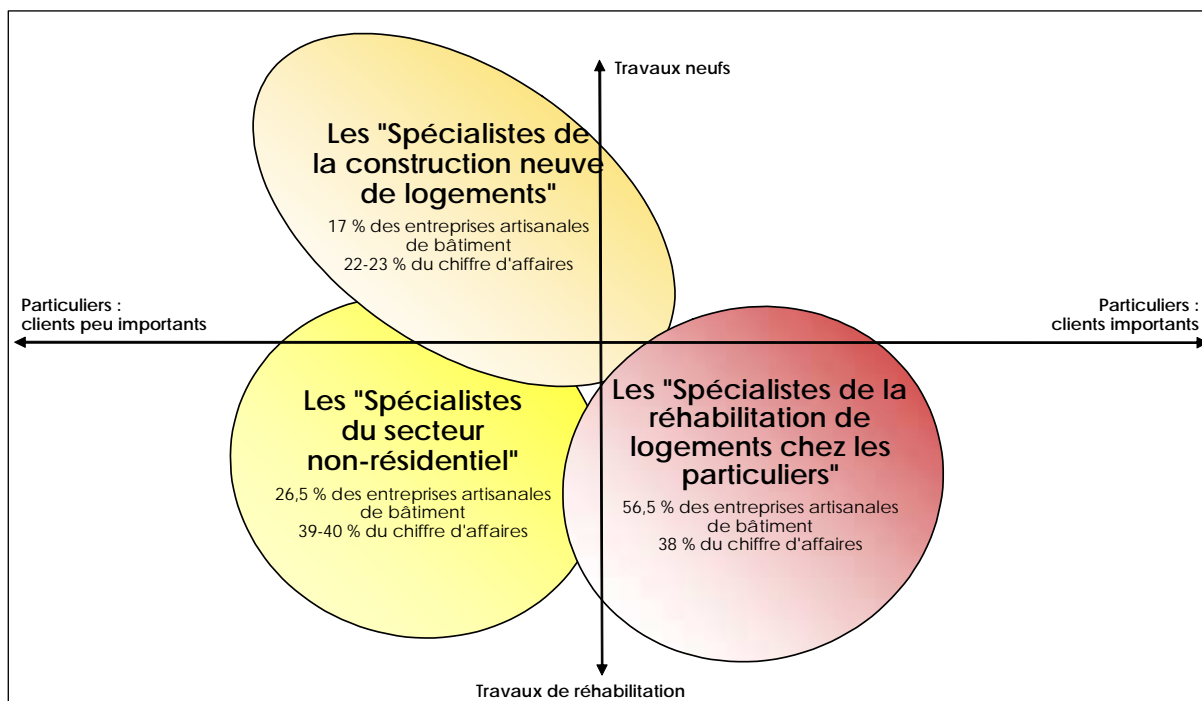 Travaux neufs
Les "Spécialistes de
la construction neuve
de logements"
17 % des entreprises artisanales
de bâtiment
22-23 % du chiffre d'affaires
Particuliers :
clients peu importants
Particuliers :
clients importants
Les "Spécialistes
du secteur
non-résidentiel"
26,5 % des entreprises artisanales
de bâtiment
39-40 % du chiffre d'affaires
Les "Spécialistes de la
réhabilitation de
logements chez les
particuliers"
56,5 % des entreprises artisanales
de bâtiment
38 % du chiffre d'affaires
Travaux de réhabilitation